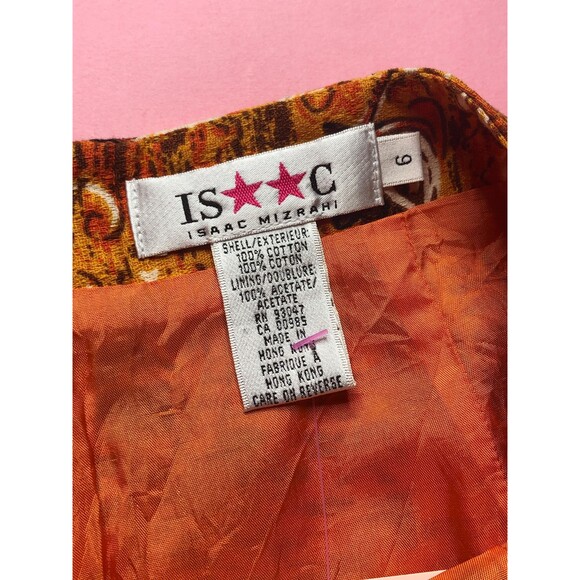 IS★★C
ISAAC MIZRAHI
6
SHELL/EXTERIEUR:
100% COTTON
100% COTON
LINING/DOUBLURE:
100% ACETATE/
ACETATE
RN 93047
CA 00985
MADE IN
HONG KONG
FABRIQUE A
HONG KONG
CARE ON REVERSE